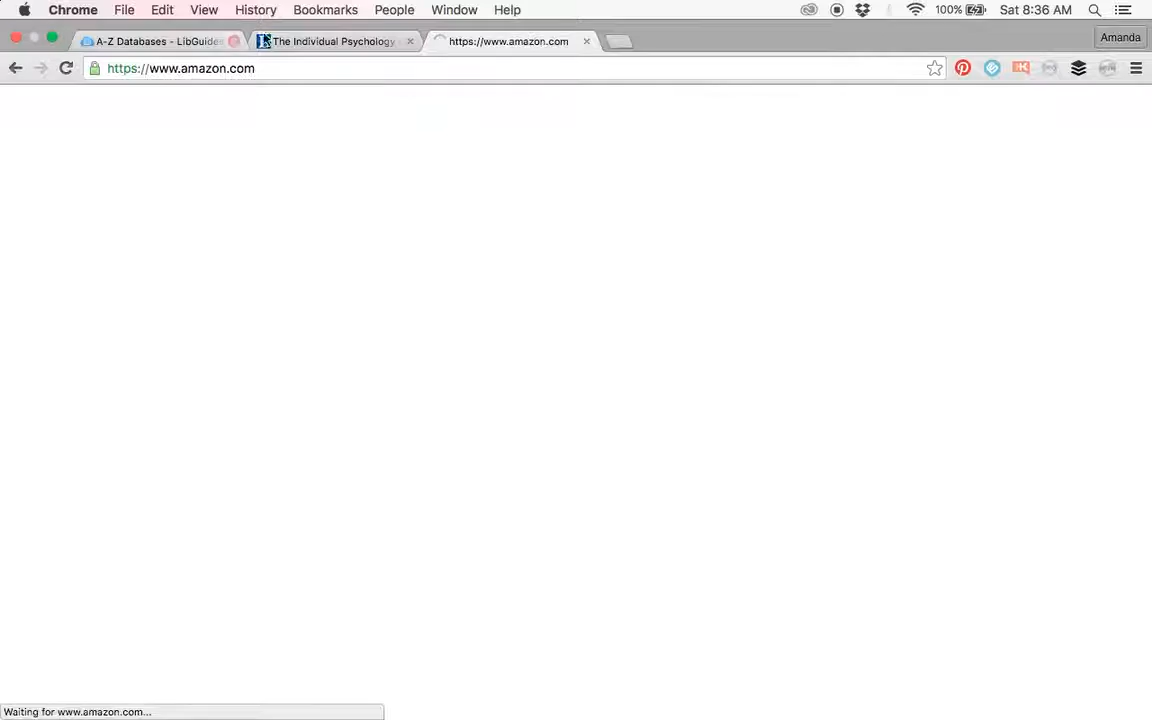 Chrome File Edit View History Bookmarks People Window Help 100% Sat 8:36 AM
A-Z Databases - LibGuides The Individual Psychology https://www.amazon.com Amanda
https://www.amazon.com
Waiting for www.amazon.com...